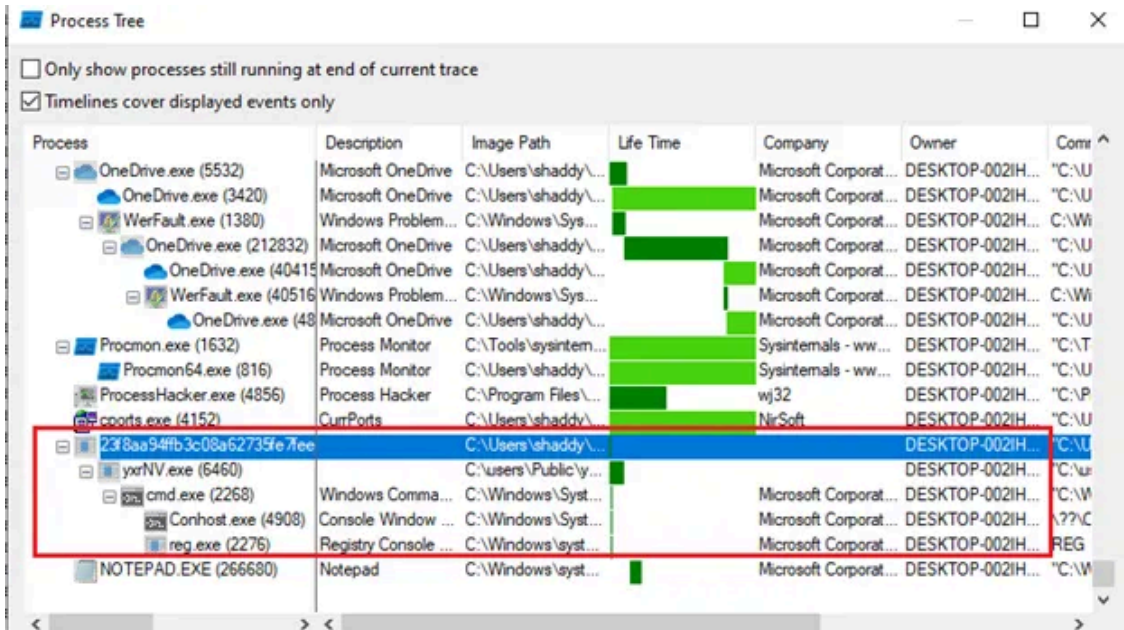 Process Tree
Only show processes still running at end of current trace
Timelines cover displayed events only
Process Description Image Path Life Time Company Owner Comr
OneDrive.exe (5532) Microsoft OneDrive C:\Users\shaddy\... Microsoft Corporat... DESKTOP-002IH... "C:\U
OneDrive.exe (3420) Microsoft OneDrive C:\Users\shaddy\... Microsoft Corporat... DESKTOP-002IH... "C:\U
WerFault.exe (1380) Windows Problem... C:\Windows\Sys... Microsoft Corporat... DESKTOP-002IH... C:\Wi
OneDrive.exe (212832) Microsoft OneDrive C:\Users\shaddy\... Microsoft Corporat... DESKTOP-002IH... "C:\U
OneDrive.exe (40415 Microsoft OneDrive C:\Users\shaddy\... Microsoft Corporat... DESKTOP-002IH... "C:\U
WerFault.exe (40516 Windows Problem... C:\Windows\Sys... Microsoft Corporat... DESKTOP-002IH... C:\Wi
OneDrive.exe (48 Microsoft OneDrive C:\Users\shaddy\... Microsoft Corporat... DESKTOP-002IH... "C:\U
Procmon.exe (1632) Process Monitor C:\Tools\sysintern... Sysinternals - ww... DESKTOP-002IH... "C:\T
Procmon64.exe (816) Process Monitor C:\Users\shaddy\... Sysinternals - ww... DESKTOP-002IH... "C:\U
ProcessHacker.exe (4856) Process Hacker C:\Program Files\... wj32 DESKTOP-002IH... "C:\P
cports.exe (4152) CurrPorts C:\Users\shaddy\... NirSoft DESKTOP-002IH... "C:\U
23f8aa94ffb3c08a62735fe7fee C:\Users\shaddy\... DESKTOP-002IH... "C:\U
yxrNV.exe (6460) C:\users\Public\y... DESKTOP-002IH... "C:\us
cmd.exe (2268) Windows Comma... C:\Windows\Syst... Microsoft Corporat... DESKTOP-002IH... "C:\W
Conhost.exe (4908) Console Window ... C:\Windows\Syst... Microsoft Corporat... DESKTOP-002IH... \??\C
reg.exe (2276) Registry Console ... C:\Windows\syst... Microsoft Corporat... DESKTOP-002IH... REG
NOTEPAD.EXE (266680) Notepad C:\Windows\syst... Microsoft Corporat... DESKTOP-002IH... "C:\W